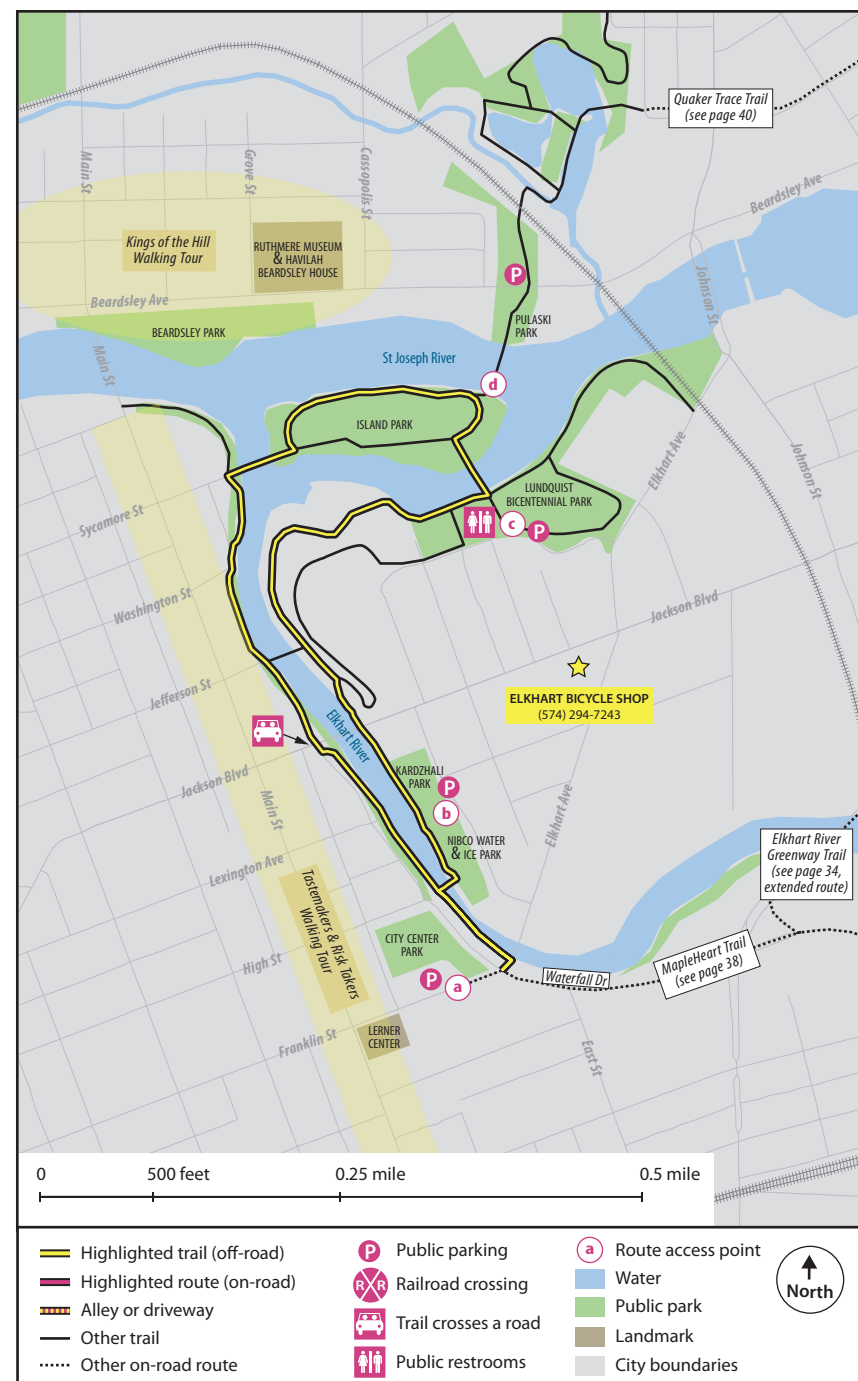 Quaker Trace Trail
(see page 40)
Main St
Grove St
Cassopolis St
Beardsley Ave
Kings of the Hill
Walking Tour
RUTHMERE MUSEUM
& HAVILAH
BEARDSLEY HOUSE
P
Johnson St
Beardsley Ave
BEARDSLEY PARK
PULASKI
PARK
Main St
St Joseph River
d
ISLAND PARK
Elkhart Ave
Johnson St
LUNDQUIST
BICENTENNIAL PARK
Sycamore St
c
P
Washington St
Jackson Blvd
Jefferson St
ELKHART BICYCLE SHOP
(574) 294-7243
Elkhart River
Jackson Blvd
Main St
KARDZHALI
PARK
P
b
Elkhart Ave
NIBCO WATER
& ICE PARK
Elkhart River
Greenway Trail
(see page 34,
extended route)
Lexington Ave
Tastemakers & Risk Takers
Walking Tour
CITY CENTER
PARK
High St
MapleHeart Trail
(see page 38)
P
a
Waterfall Dr
Franklin St
LERNER
CENTER
East St
0
500 feet
0.25 mile
0.5 mile
Highlighted trail (off-road)
Highlighted route (on-road)
Alley or driveway
Other trail
Other on-road route
P Public parking
R R Railroad crossing
Trail crosses a road
Public restrooms
a Route access point
Water
Public park
Landmark
City boundaries
North